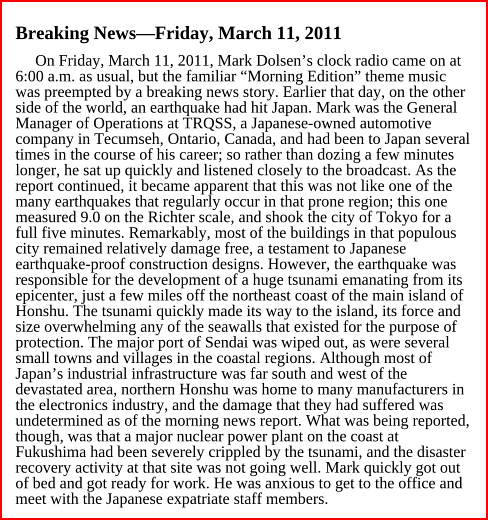 Breaking News—Friday, March 11, 2011
On Friday, March 11, 2011, Mark Dolsen’s clock radio came on at
6:00 a.m. as usual, but the familiar “Morning Edition” theme music
was preempted by a breaking news story. Earlier that day, on the other
side of the world, an earthquake had hit Japan. Mark was the General
Manager of Operations at TRQSS, a Japanese-owned automotive
company in Tecumseh, Ontario, Canada, and had been to Japan several
times in the course of his career; so rather than dozing a few minutes
longer, he sat up quickly and listened closely to the broadcast. As the
report continued, it became apparent that this was not like one of the
many earthquakes that regularly occur in that prone region; this one
measured 9.0 on the Richter scale, and shook the city of Tokyo for a
full five minutes. Remarkably, most of the buildings in that populous
city remained relatively damage free, a testament to Japanese
earthquake-proof construction designs. However, the earthquake was
responsible for the development of a huge tsunami emanating from its
epicenter, just a few miles off the northeast coast of the main island of
Honshu. The tsunami quickly made its way to the island, its force and
size overwhelming any of the seawalls that existed for the purpose of
protection. The major port of Sendai was wiped out, as were several
small towns and villages in the coastal regions. Although most of
Japan’s industrial infrastructure was far south and west of the
devastated area, northern Honshu was home to many manufacturers in
the electronics industry, and the damage that they had suffered was
undetermined as of the morning news report. What was being reported,
though, was that a major nuclear power plant on the coast at
Fukushima had been severely crippled by the tsunami, and the disaster
recovery activity at that site was not going well. Mark quickly got out
of bed and got ready for work. He was anxious to get to the office and
meet with the Japanese expatriate staff members.